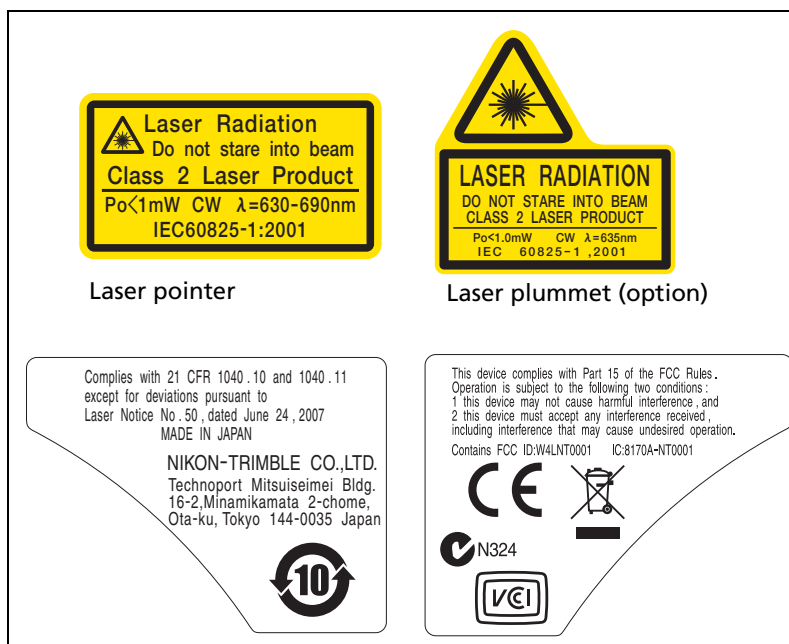 Laser Radiation
Do not stare into beam
Class 2 Laser Product
Po<1mW CW λ=630-690nm
IEC60825-1:2001
Laser pointer
LASER RADIATION
DO NOT STARE INTO BEAM
CLASS 2 LASER PRODUCT
Po<1.0mW CW λ=635nm
IEC 60825-1 ,2001
Laser plummet (option)
Complies with 21 CFR 1040 .10 and 1040 .11
except for deviations pursuant to
Laser Notice No .50 , dated June 24 , 2007
MADE IN JAPAN
NIKON-TRIMBLE CO.,LTD.
Technoport Mitsuiseimei Bldg.
16-2,Minamikamata 2-chome,
Ota-ku, Tokyo 144-0035 Japan
10
This device complies with Part 15 of the FCC Rules .
Operation is subject to the following two conditions :
1 this device may not cause harmful interference , and
2 this device must accept any interference received ,
including interference that may cause undesired operation.
Contains FCC ID:W4LNT0001 IC:8170A-NT0001
CE
N324
VCI